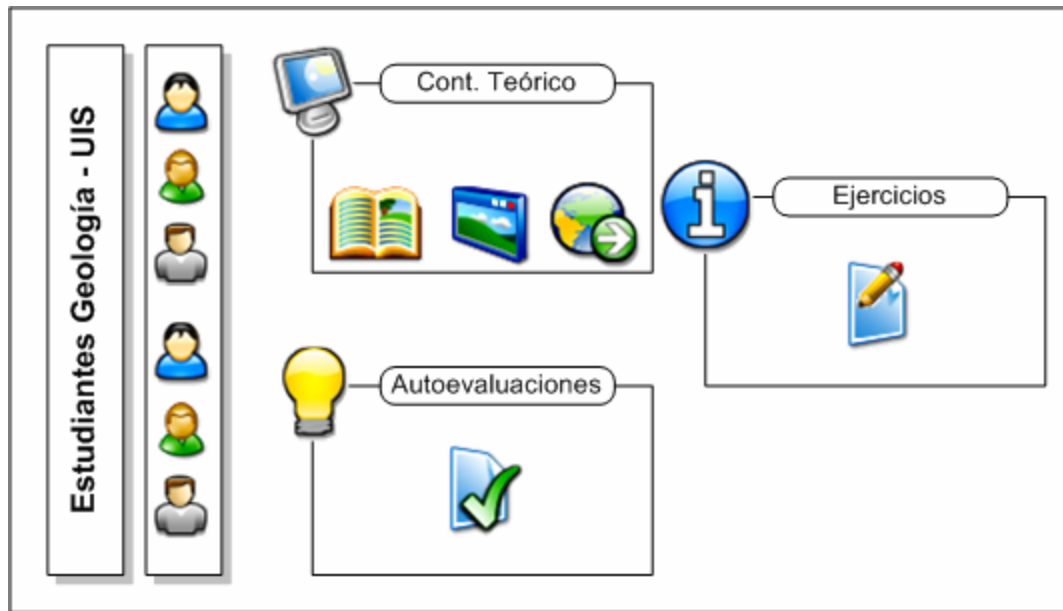 Estudiantes Geología - UIS
Cont. Teórico
Ejercicios
Autoevaluaciones